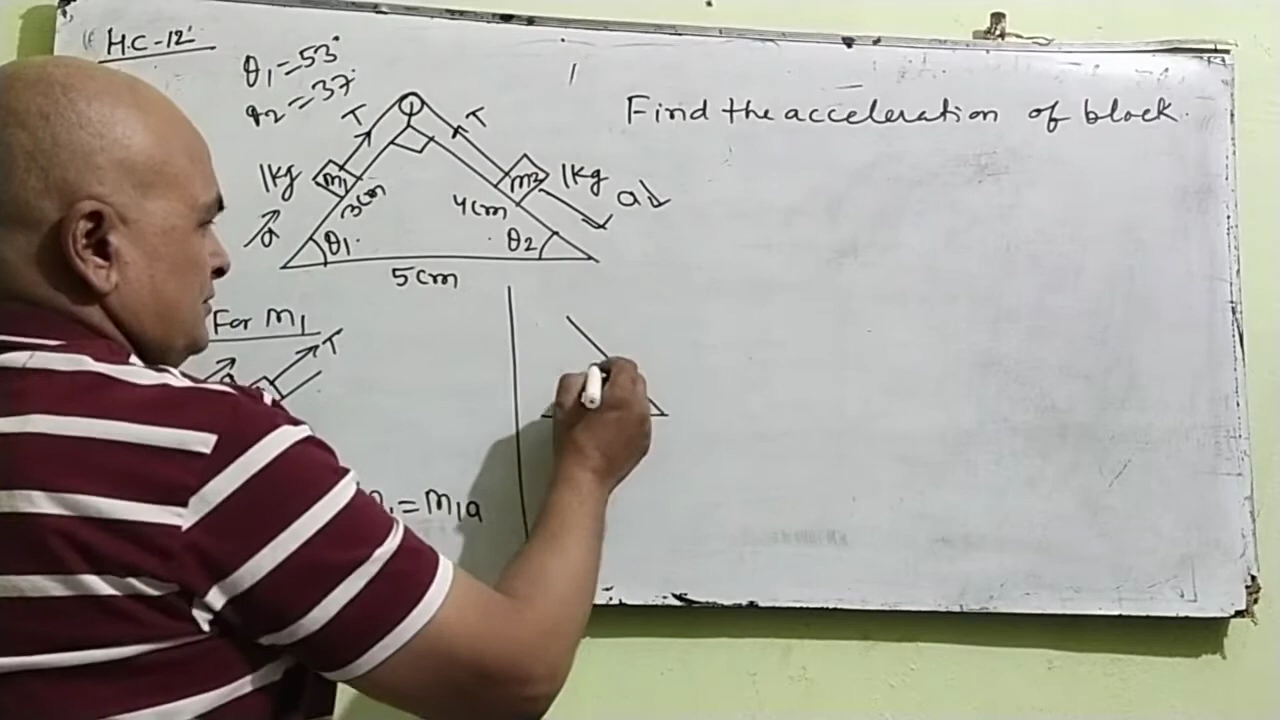 H.C-12
θ1=53°
θ2=37°
Find the acceleration of block.
T
T
1kg
m1
m2
1kg
a
3cm
4cm
a
θ1
θ2
5cm
For m1
T
a
=m1a